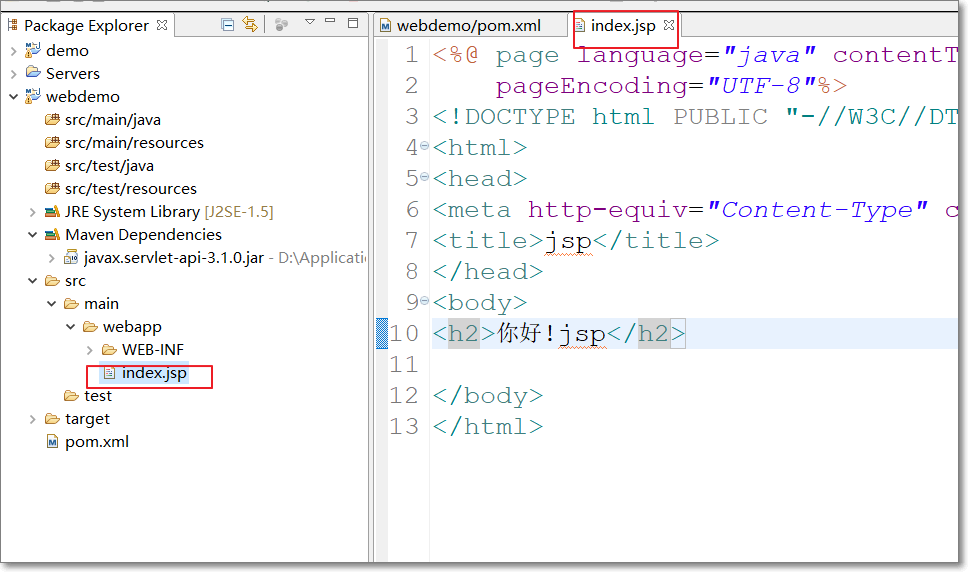 Package Explorer
demo
Servers
webdemo
src/main/java
src/main/resources
src/test/java
src/test/resources
JRE System Library [J2SE-1.5]
Maven Dependencies
javax.servlet-api-3.1.0.jar - D:\Applicatio
src
main
webapp
WEB-INF
index.jsp
test
target
pom.xml
webdemo/pom.xml index.jsp
1 <%@ page language="java" contentT
2 pageEncoding="UTF-8"%>
3 <!DOCTYPE html PUBLIC "-//W3C//DT
4 <html>
5 <head>
6 <meta http-equiv="Content-Type" c
7 <title>jsp</title>
8 </head>
9 <body>
10 <h2>你好!jsp</h2>
11
12 </body>
13 </html>